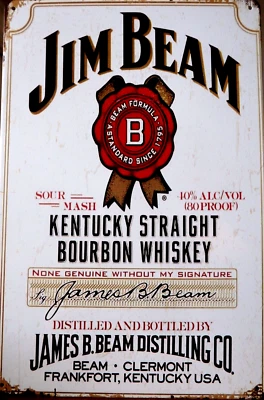 JIM BEAM
BEAM FORMULA
B
A STANDARD SINCE 1795
SOUR MASH
40% ALC/VOL
(80 PROOF)
®
KENTUCKY STRAIGHT
BOURBON WHISKEY
NONE GENUINE WITHOUT MY SIGNATURE
by James B. Beam
DISTILLED AND BOTTLED BY
JAMES B. BEAM DISTILLING CO.
BEAM · CLERMONT
FRANKFORT, KENTUCKY USA